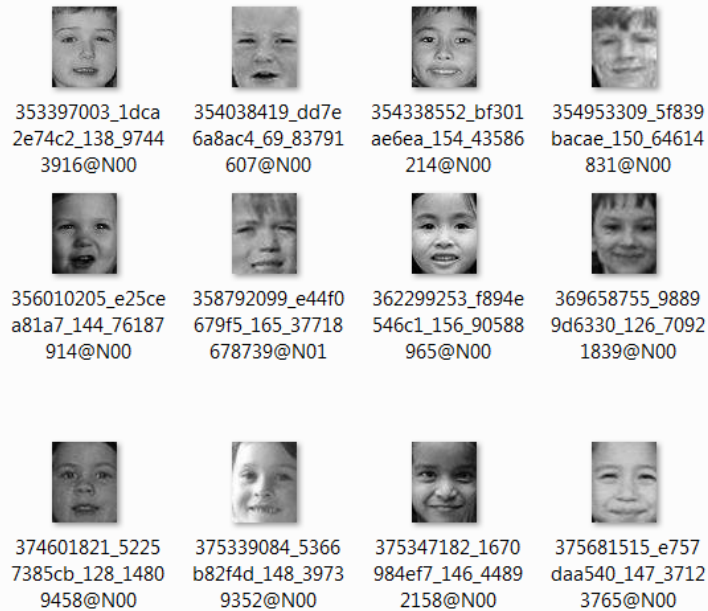 353397003_1dca
2e74c2_138_9744
3916@N00
354038419_dd7e
6a8ac4_69_83791
607@N00
354338552_bf301
ae6ea_154_43586
214@N00
354953309_5f839
bacae_150_64614
831@N00
356010205_e25ce
a81a7_144_76187
914@N00
358792099_e44f0
679f5_165_37718
678739@N01
362299253_f894e
546c1_156_90588
965@N00
369658755_9889
9d6330_126_7092
1839@N00
374601821_5225
7385cb_128_1480
9458@N00
375339084_5366
b82f4d_148_3973
9352@N00
375347182_1670
984ef7_146_4489
2158@N00
375681515_e757
daa540_147_3712
3765@N00